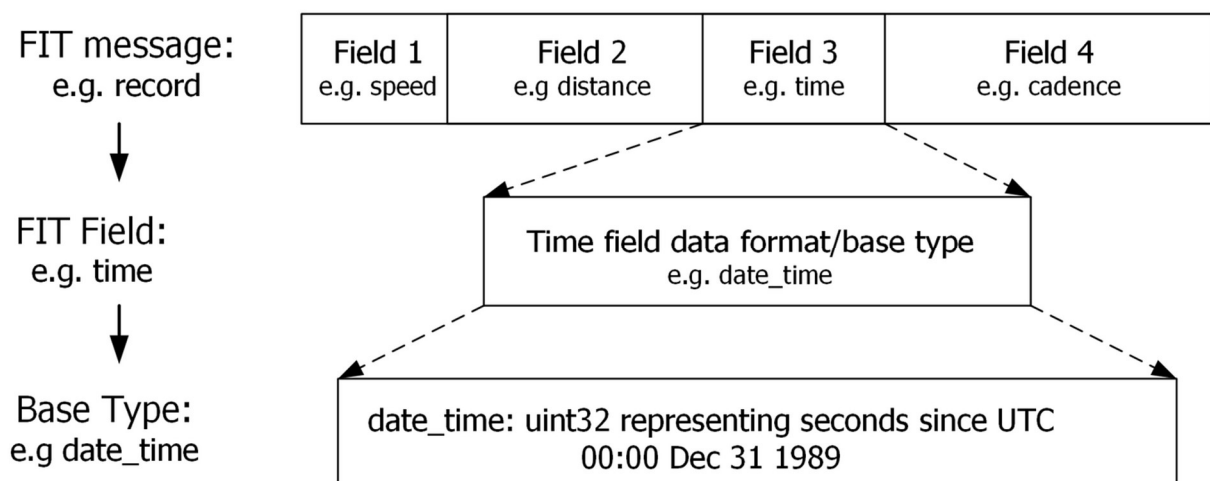 FIT message:
e.g. record
Field 1
e.g. speed
Field 2
e.g distance
Field 3
e.g. time
Field 4
e.g. cadence
FIT Field:
e.g. time
Time field data format/base type
e.g. date_time
Base Type:
e.g date_time
date_time: uint32 representing seconds since UTC
00:00 Dec 31 1989